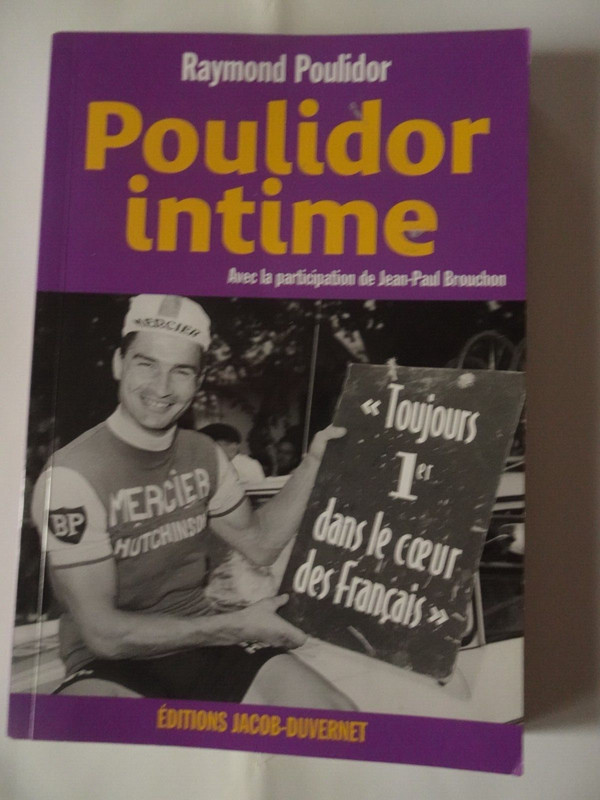 Raymond Poulidor
Poulidor
intime
Avec la participation de Jean-Paul Brouchon
MERCIER
« Toujours
1er
dans le cœur
des Français »
BP
MERCIER
HUTCHINSON
ÉDITIONS JACOB-DUVERNET